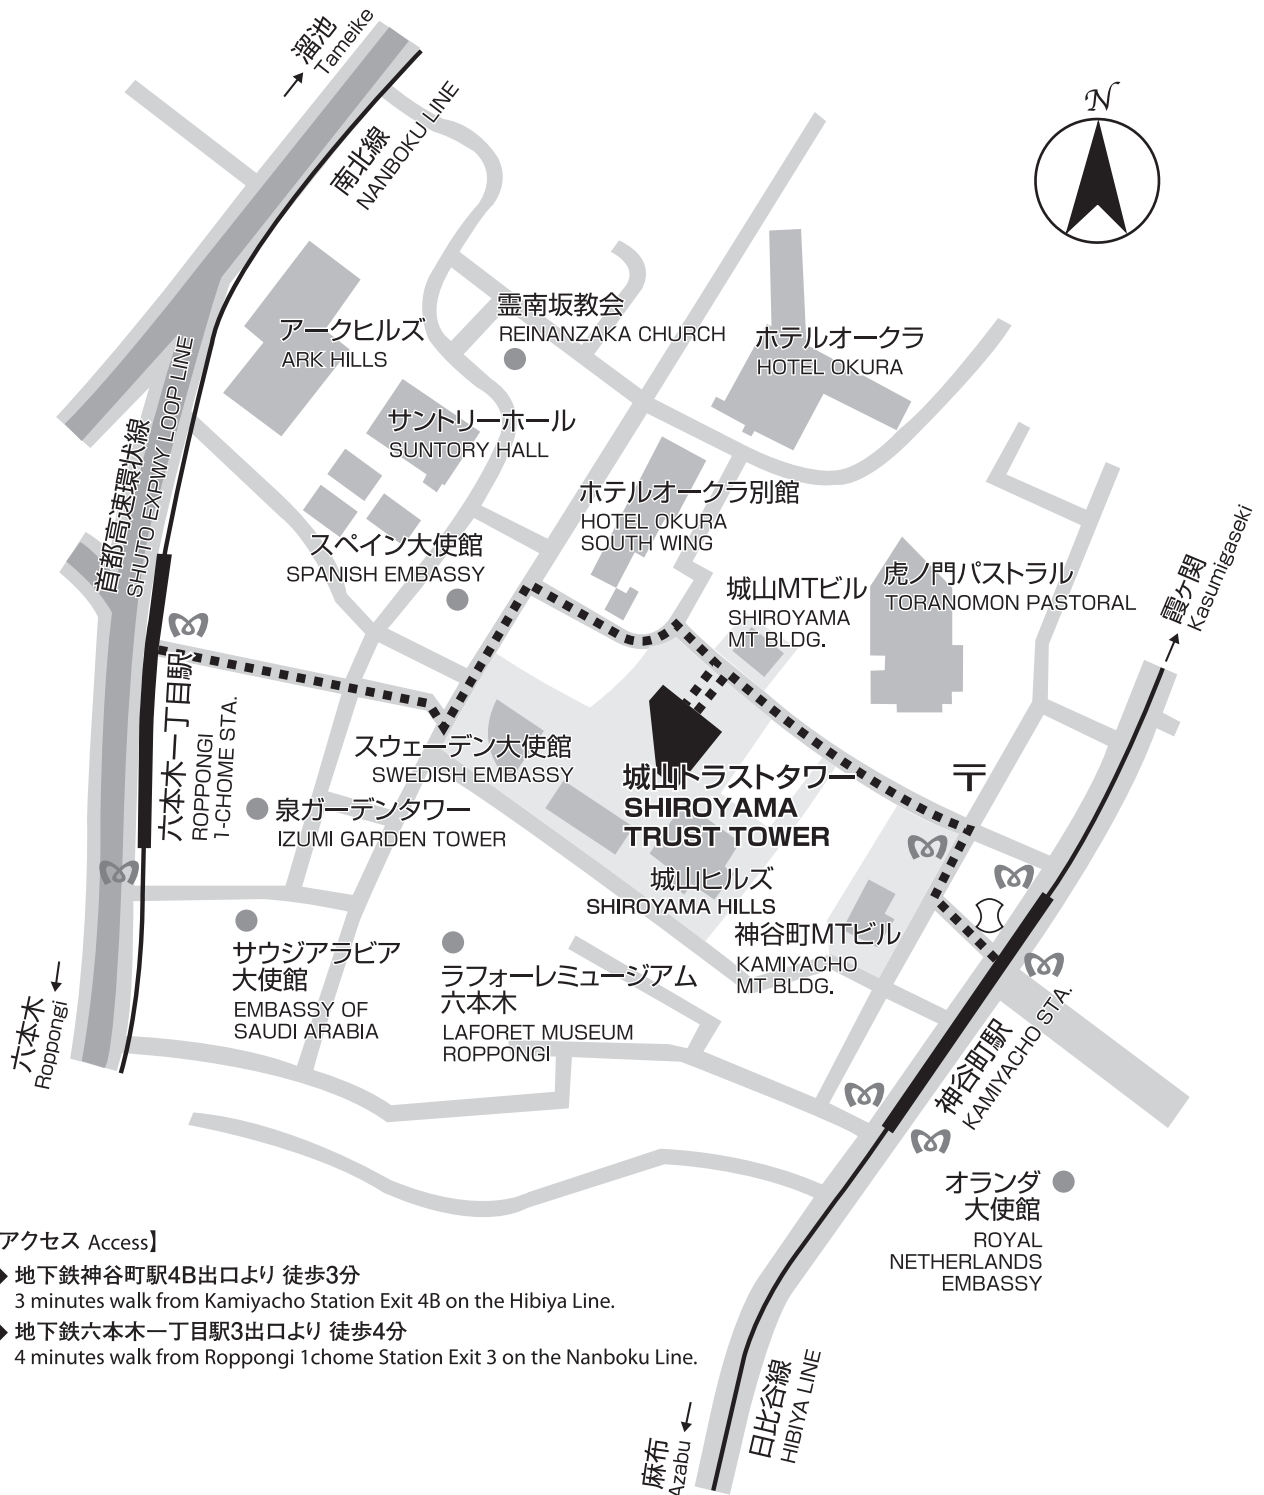 溜池
Tameike
N
南北線
NANBOKU LINE
霊南坂教会
REINANZAKA CHURCH
アークヒルズ
ARK HILLS
ホテルオークラ
HOTEL OKURA
サントリーホール
SUNTORY HALL
首都高速環状線
SHUTO EXPWY LOOP LINE
ホテルオークラ別館
HOTEL OKURA
SOUTH WING
スペイン大使館
SPANISH EMBASSY
城山MTビル
SHIROYAMA
MT BLDG.
虎ノ門パストラル
TORANOMON PASTORAL
霞ヶ関
Kasumigaseki
六本木一丁目駅
ROPPONGI
1-CHOME STA.
スウェーデン大使館
SWEDISH EMBASSY
城山トラストタワー
SHIROYAMA
TRUST TOWER
〒
泉ガーデンタワー
IZUMI GARDEN TOWER
城山ヒルズ
SHIROYAMA HILLS
神谷町MTビル
KAMIYACHO
MT BLDG.
サウジアラビア
大使館
EMBASSY OF
SAUDI ARABIA
ラフォーレミュージアム
六本木
LAFORET MUSEUM
ROPPONGI
六本木
Roppongi
神谷町駅
KAMIYACHO STA.
オランダ
大使館
ROYAL
NETHERLANDS
EMBASSY
アクセス Access】
◆ 地下鉄神谷町駅4B出口より 徒歩3分
3 minutes walk from Kamiyacho Station Exit 4B on the Hibiya Line.
◆ 地下鉄六本木一丁目駅3出口より 徒歩4分
4 minutes walk from Roppongi 1chome Station Exit 3 on the Nanboku Line.
日比谷線
HIBIYA LINE
麻布
Azabu